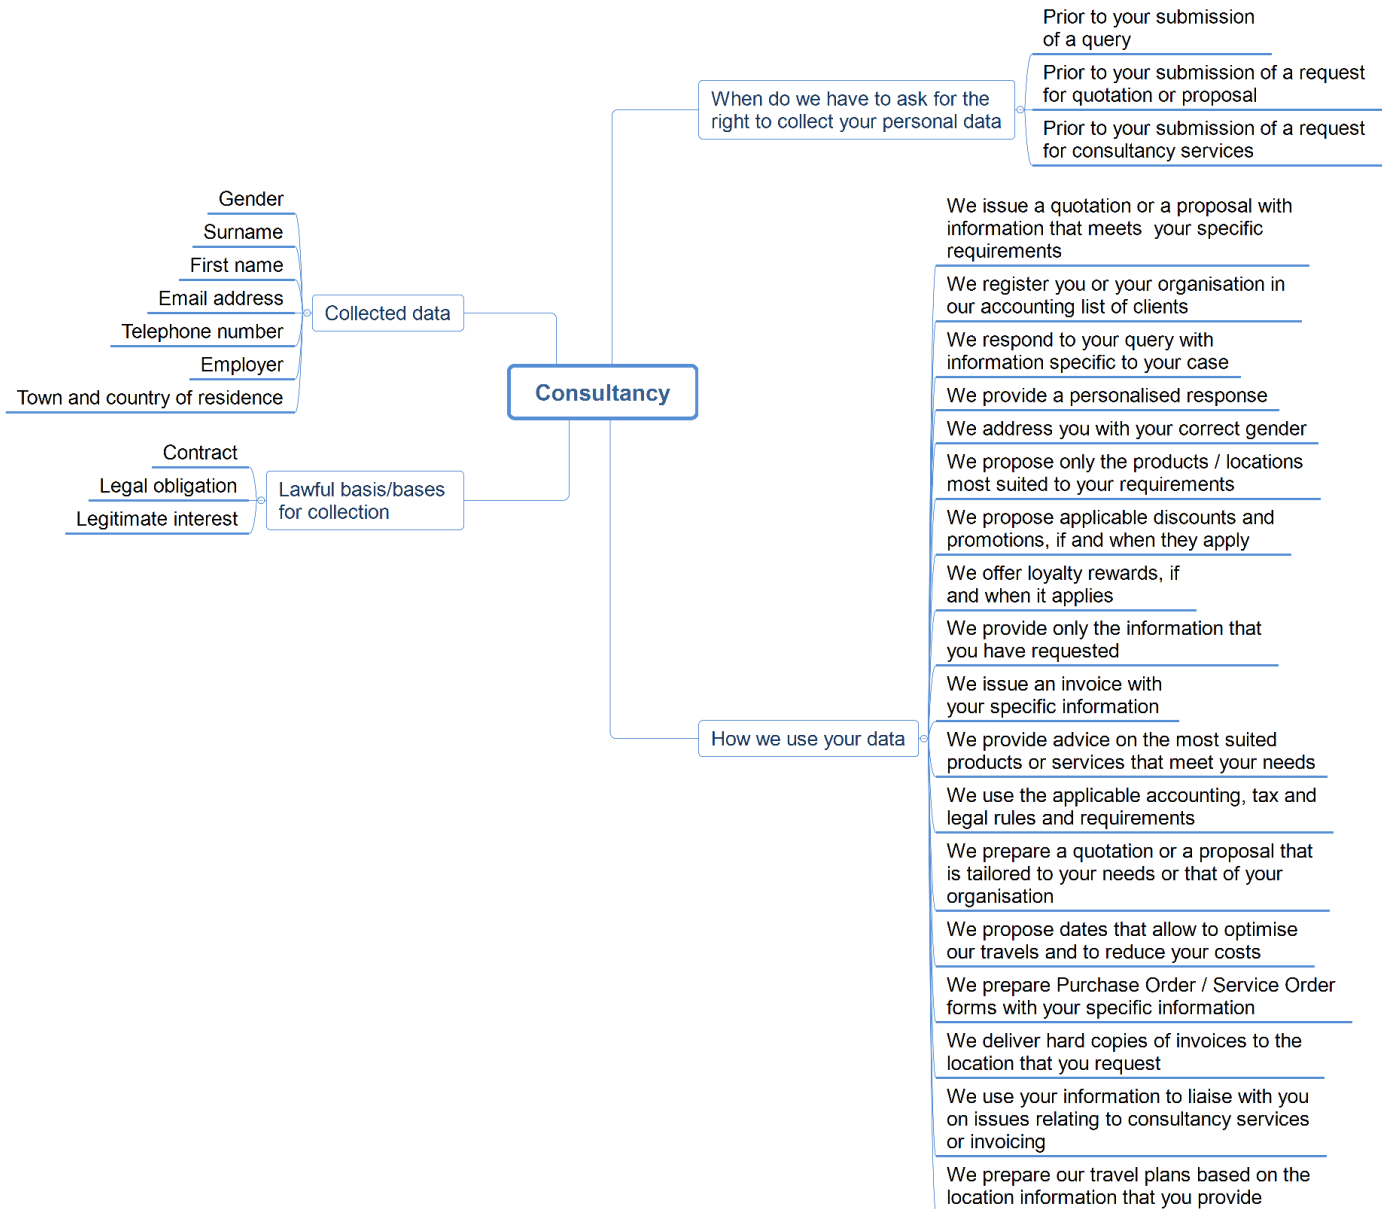 Prior to your submission
of a query
When do we have to ask for the
right to collect your personal data
Prior to your submission of a request
for quotation or proposal
Prior to your submission of a request
for consultancy services
Gender
Surname
First name
Email address
Telephone number
Employer
Town and country of residence
Collected data
Consultancy
Contract
Legal obligation
Legitimate interest
Lawful basis/bases
for collection
How we use your data
We issue a quotation or a proposal with
information that meets  your specific
requirements
We register you or your organisation in
our accounting list of clients
We respond to your query with
information specific to your case
We provide a personalised response
We address you with your correct gender
We propose only the products / locations
most suited to your requirements
We propose applicable discounts and
promotions, if and when they apply
We offer loyalty rewards, if
and when it applies
We provide only the information that
you have requested
We issue an invoice with
your specific information
We provide advice on the most suited
products or services that meet your needs
We use the applicable accounting, tax and
legal rules and requirements
We prepare a quotation or a proposal that
is tailored to your needs or that of your
organisation
We propose dates that allow to optimise
our travels and to reduce your costs
We prepare Purchase Order / Service Order
forms with your specific information
We deliver hard copies of invoices to the
location that you request
We use your information to liaise with you
on issues relating to consultancy services
or invoicing
We prepare our travel plans based on the
location information that you provide